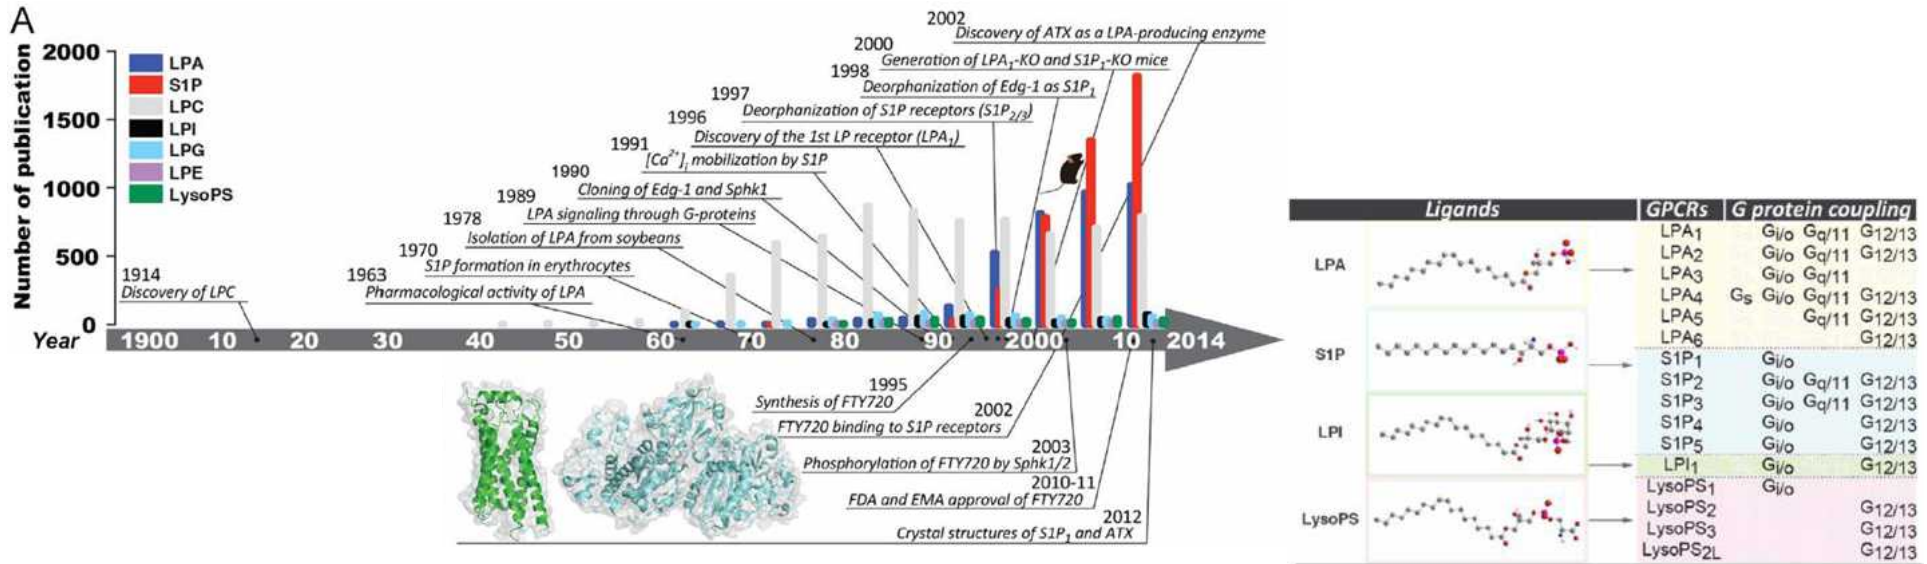 A
Number of publication
2000
1500
1000
500
0
LPA
S1P
LPC
LPI
LPG
LPE
LysoPS
2002
Discovery of ATX as a LPA-producing enzyme
2000
Generation of LPA1-KO and S1P1-KO mice
1998
Deorphanization of Edg-1 as S1P1
1997
Deorphanization of S1P receptors (S1P2/3)
1996
Discovery of the 1st LP receptor (LPA1)
1991
[Ca2+]i mobilization by S1P
1990
Cloning of Edg-1 and Sphk1
1989
LPA signaling through G-proteins
1978
Isolation of LPA from soybeans
1970
S1P formation in erythrocytes
1963
Pharmacological activity of LPA
1914
Discovery of LPC
Year 1900 10 20 30 40 50 60 70 80 90 2000 10 2014
1995
Synthesis of FTY720
2002
FTY720 binding to S1P receptors
2003
Phosphorylation of FTY720 by Sphk1/2
2010-11
FDA and EMA approval of FTY720
2012
Crystal structures of S1P1 and ATX
Ligands GPCRs G protein coupling
LPA
LPA1 Gi/o Gq/11 G12/13
LPA2 Gi/o Gq/11 G12/13
LPA3 Gi/o Gq/11
LPA4 Gs Gi/o Gq/11 G12/13
LPA5 Gq/11 G12/13
LPA6 G12/13
S1P
S1P1 Gi/o
S1P2 Gi/o Gq/11 G12/13
S1P3 Gi/o Gq/11 G12/13
S1P4 Gi/o G12/13
S1P5 Gi/o G12/13
LPI
LPI1 Gi/o G12/13
LysoPS
LysoPS1 Gi/o
LysoPS2 G12/13
LysoPS3 G12/13
LysoPS2L G12/13